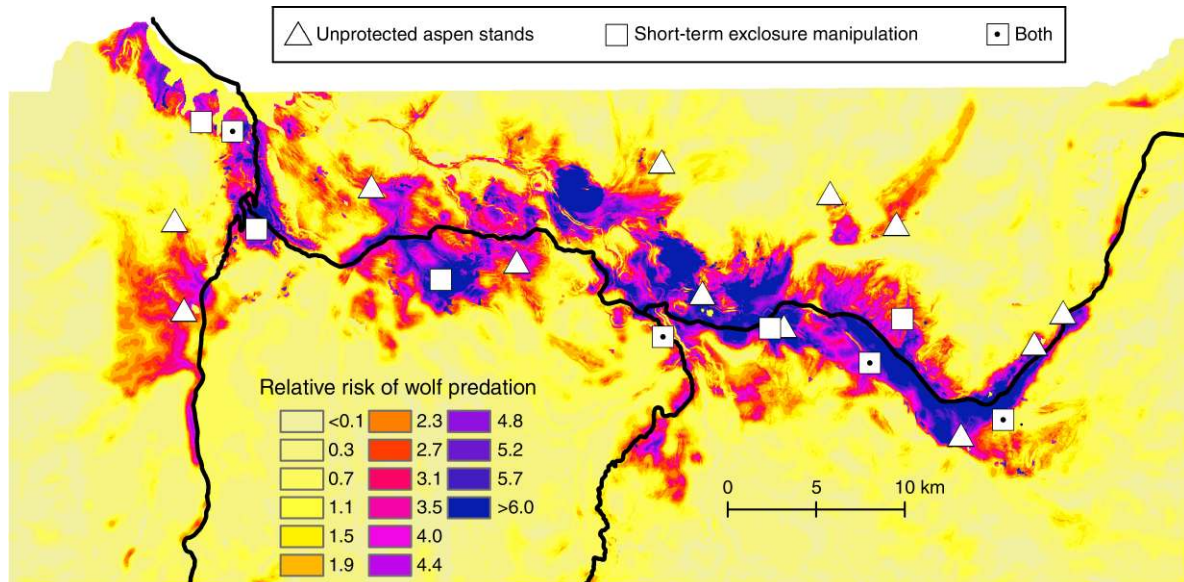 Unprotected aspen stands Short-term exclosure manipulation Both
Relative risk of wolf predation
<0.1 2.3 4.8
0.3 2.7 5.2
0.7 3.1 5.7
1.1 3.5 >6.0
1.5 4.0
1.9 4.4
0 5 10 km